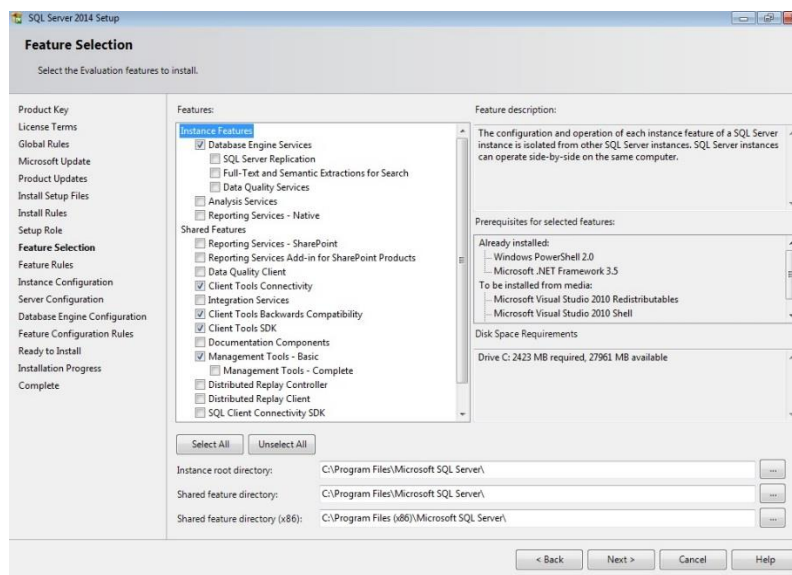 SQL Server 2014 Setup
Feature Selection
Select the Evaluation features to install.
Product Key
License Terms
Global Rules
Microsoft Update
Product Updates
Install Setup Files
Install Rules
Setup Role
Feature Selection
Feature Rules
Instance Configuration
Server Configuration
Database Engine Configuration
Feature Configuration Rules
Ready to Install
Installation Progress
Complete
Features:
Instance Features
Database Engine Services
SQL Server Replication
Full-Text and Semantic Extractions for Search
Data Quality Services
Analysis Services
Reporting Services - Native
Shared Features
Reporting Services - SharePoint
Reporting Services Add-in for SharePoint Products
Data Quality Client
Client Tools Connectivity
Integration Services
Client Tools Backwards Compatibility
Client Tools SDK
Documentation Components
Management Tools - Basic
Management Tools - Complete
Distributed Replay Controller
Distributed Replay Client
SQL Client Connectivity SDK
Feature description:
The configuration and operation of each instance feature of a SQL Server
instance is isolated from other SQL Server instances. SQL Server instances
can operate side-by-side on the same computer.
Prerequisites for selected features:
Already installed:
Windows PowerShell 2.0
Microsoft .NET Framework 3.5
To be installed from media:
Microsoft Visual Studio 2010 Redistributables
Microsoft Visual Studio 2010 Shell
Disk Space Requirements
Drive C: 2423 MB required, 27961 MB available
Select All
Unselect All
Instance root directory:
C:\Program Files\Microsoft SQL Server\
...
Shared feature directory:
C:\Program Files\Microsoft SQL Server\
...
Shared feature directory (x86):
C:\Program Files (x86)\Microsoft SQL Server\
...
< Back
Next >
Cancel
Help